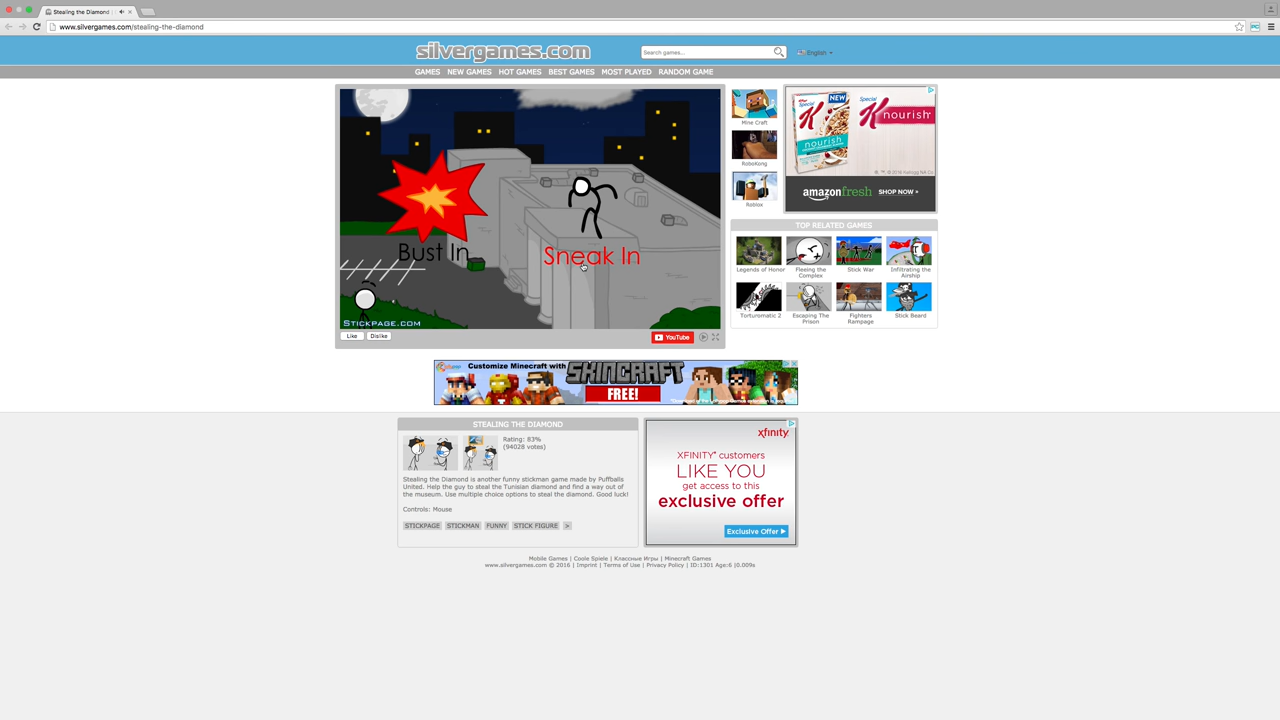 Stealing the Diamond |
www.silvergames.com/stealing-the-diamond
silvergames.com
Search games...
English
GAMES
NEW GAMES
HOT GAMES
BEST GAMES
MOST PLAYED
RANDOM GAME
Bust In
Sneak In
STICKPAGE.COM
Like
Dislike
YouTube
Mine Craft
RoboKong
Roblox
Special
K
NEW
nourish
Special
K nourish
amazonfresh
SHOP NOW
TOP RELATED GAMES
Legends of Honor
Fleeing the
Complex
Stick War
Infiltrating the
Airship
Torturomatic 2
Escaping The
Prison
Fighters
Rampage
Stick Beard
Customize Minecraft with
SKINCRAFT
FREE!
STEALING THE DIAMOND
Rating: 83%
(94028 votes)
Stealing the Diamond is another funny stickman game made by Puffballs
United. Help the guy to steal the Tunisian diamond and find a way out of
the museum. Use multiple choice options to steal the diamond. Good luck!
Controls: Mouse
STICKPAGE
STICKMAN
FUNNY
STICK FIGURE
>
xfinity
XFINITY® CUSTOMERS
LIKE YOU
get access to this
exclusive offer
Exclusive Offer
Mobile Games | Coole Spiele | Классные Игры | Minecraft Games
www.silvergames.com © 2016 | Imprint | Terms of Use | Privacy Policy | ID:1301 Age:6 |0.009s